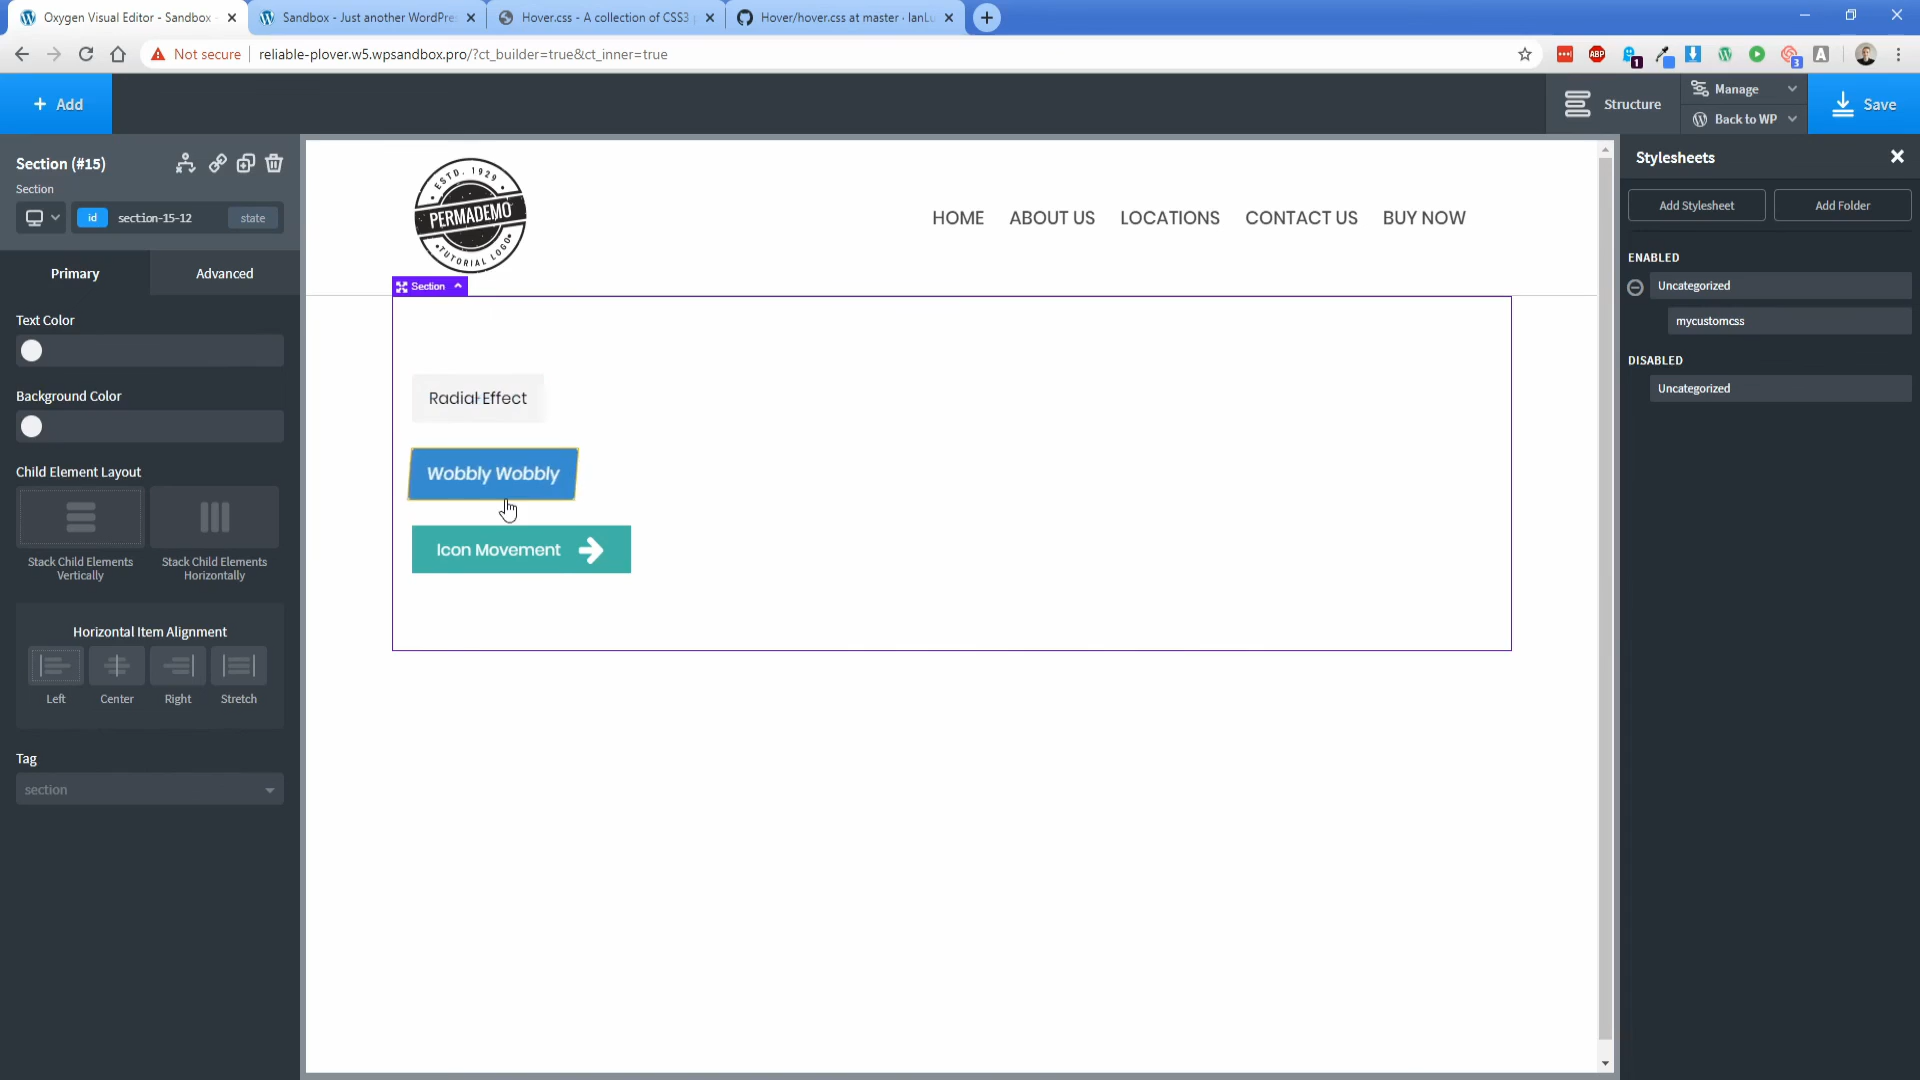 Oxygen Visual Editor - Sandbox -
Sandbox - Just another WordPre
Hover.css - A collection of CSS3
Hover/hover.css at master · IanL
Not secure
reliable-plover.w5.wpsandbox.pro/?ct_builder=true&ct_inner=true
ABP
1
3
A
+ Add
Structure
Manage
Back to WP
Save
Section (#15)
Section
id
section-15-12
state
Primary
Advanced
Text Color
Background Color
Child Element Layout
Stack Child Elements Vertically
Stack Child Elements Horizontally
Horizontal Item Alignment
Left
Center
Right
Stretch
Tag
section
ESTD. 1929
PERMADEMO
TUTORIAL LOGO
HOME
ABOUT US
LOCATIONS
CONTACT US
BUY NOW
Section
Radial Effect
Wobbly Wobbly
Icon Movement
Stylesheets
Add Stylesheet
Add Folder
ENABLED
Uncategorized
mycustomcss
DISABLED
Uncategorized